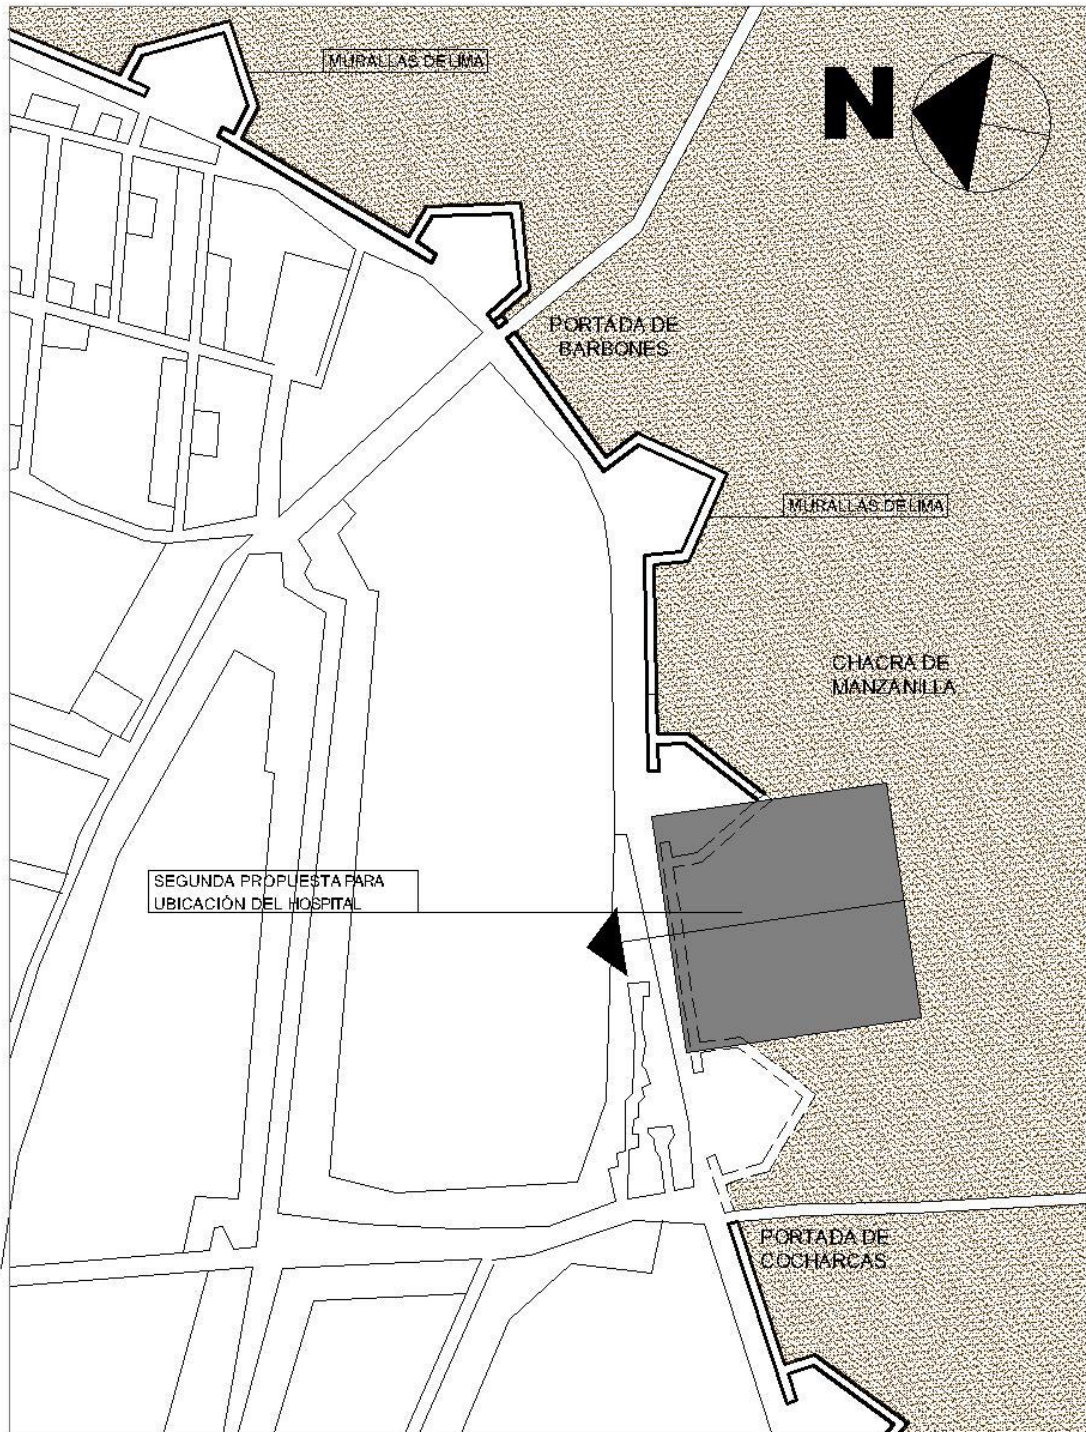 MURALLAS DE LIMA
N
PORTADA DE
BARBONES
MURALLAS DE LIMA
CHACRA DE
MANZANILLA
SEGUNDA PROPUESTA PARA
UBICACIÓN DEL HOSPITAL
PORTADA DE
COCHARCAS